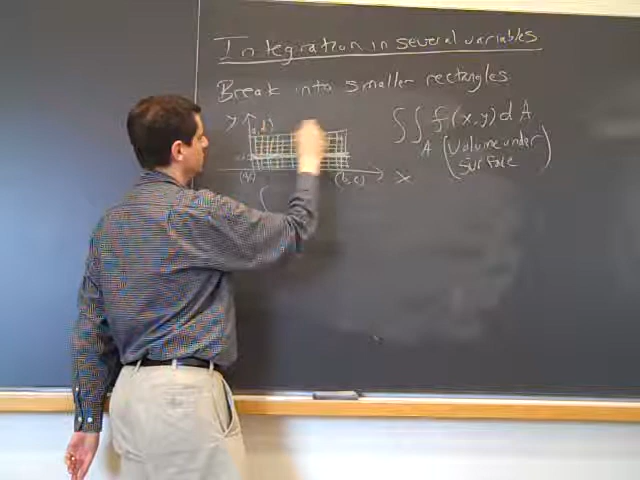 Integration in several variables
Break into smaller rectangles
y
∫∫ f(x,y) dA
A
(Volume under
surface)
(b,c)
x